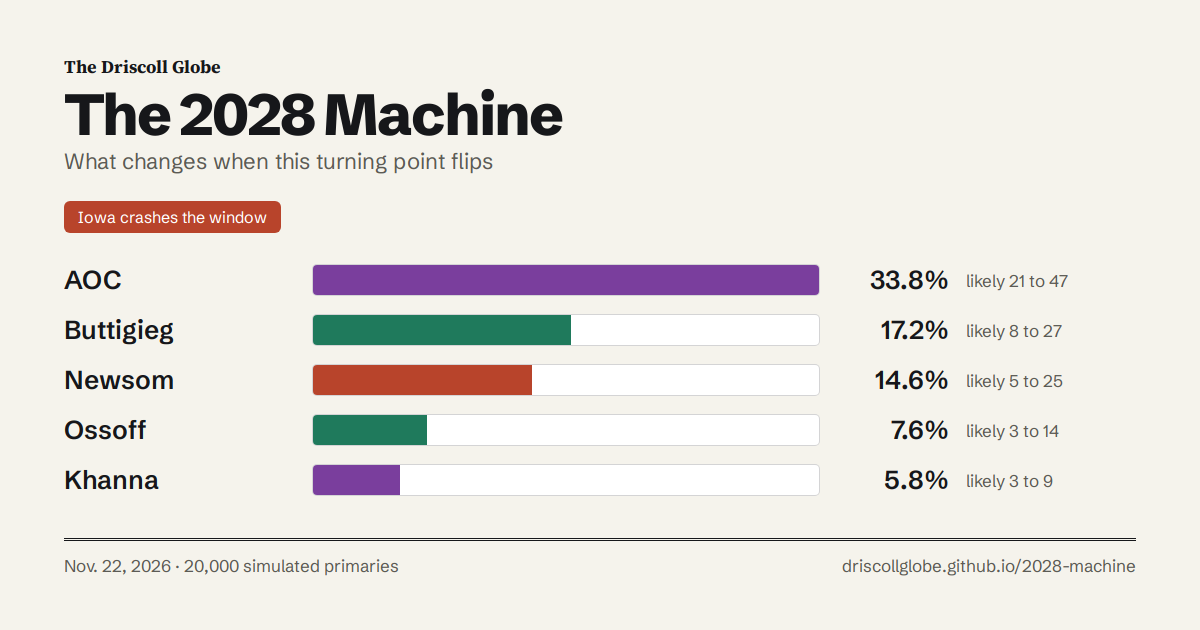 The Driscoll Globe
The 2028 Machine
What changes when this turning point flips
Iowa crashes the window
AOC 33.8% likely 21 to 47
Buttigieg 17.2% likely 8 to 27
Newsom 14.6% likely 5 to 25
Ossoff 7.6% likely 3 to 14
Khanna 5.8% likely 3 to 9
Nov. 22, 2026 · 20,000 simulated primaries driscollglobe.github.io/2028-machine